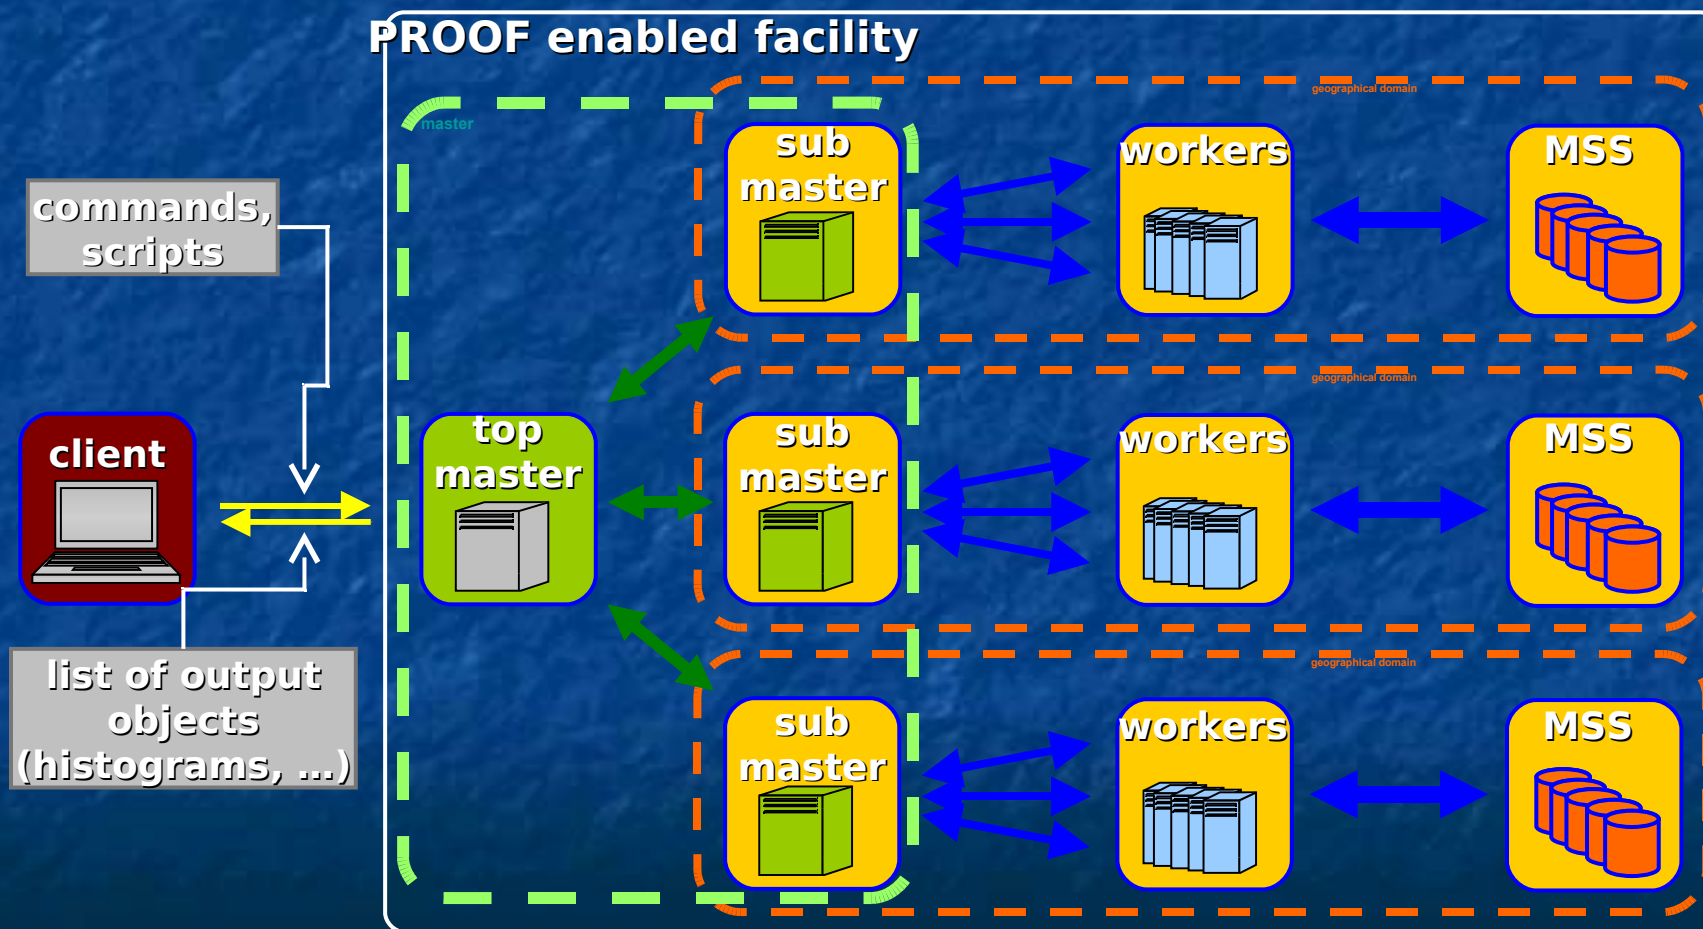 PROOF enabled facility
geographical domain
master
commands,
scripts
sub
master
workers
MSS
geographical domain
client
top
master
sub
master
workers
MSS
geographical domain
list of output
objects
(histograms, …)
sub
master
workers
MSS